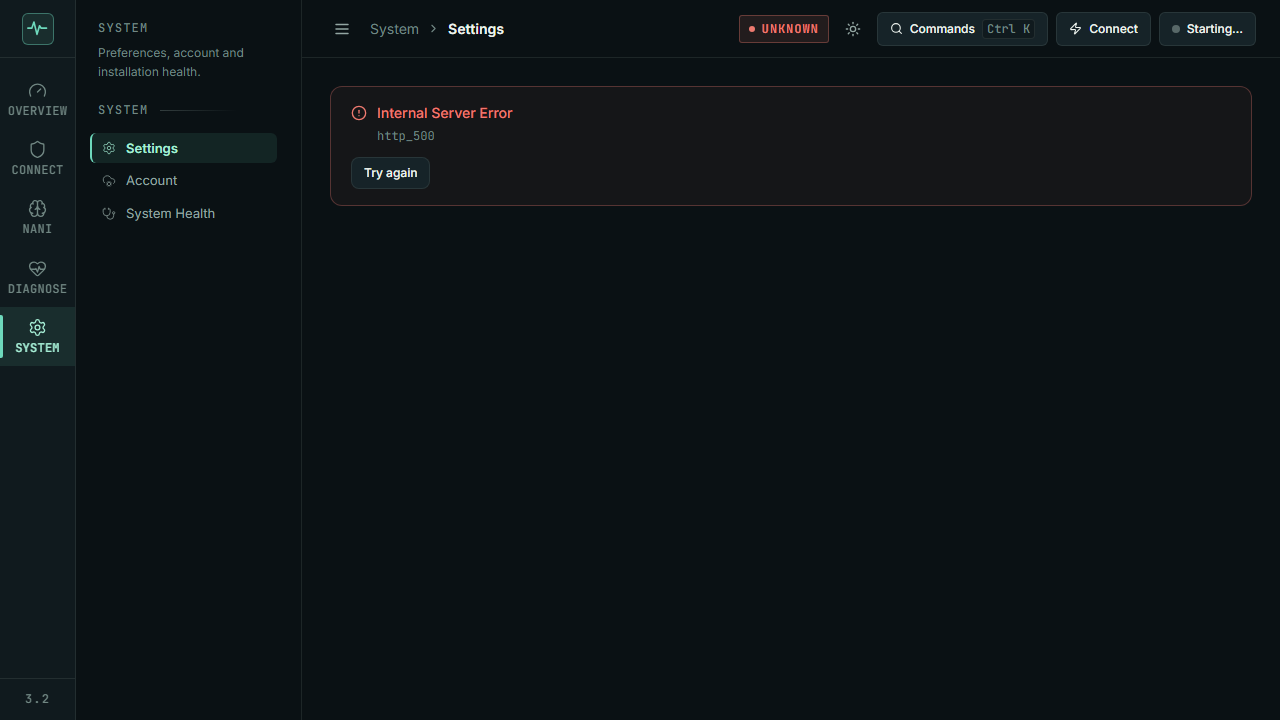 SYSTEM
Preferences, account and
installation health.
SYSTEM
Settings
Account
System Health
OVERVIEW
CONNECT
NANI
DIAGNOSE
SYSTEM
3.2
System > Settings
UNKNOWN
Commands Ctrl K
Connect
Starting...
Internal Server Error
http_500
Try again